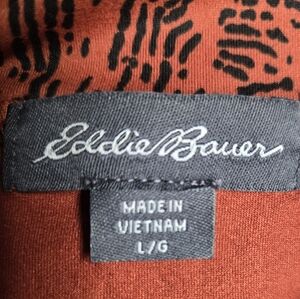 Eddie Bauer
MADE IN
VIETNAM
L/G